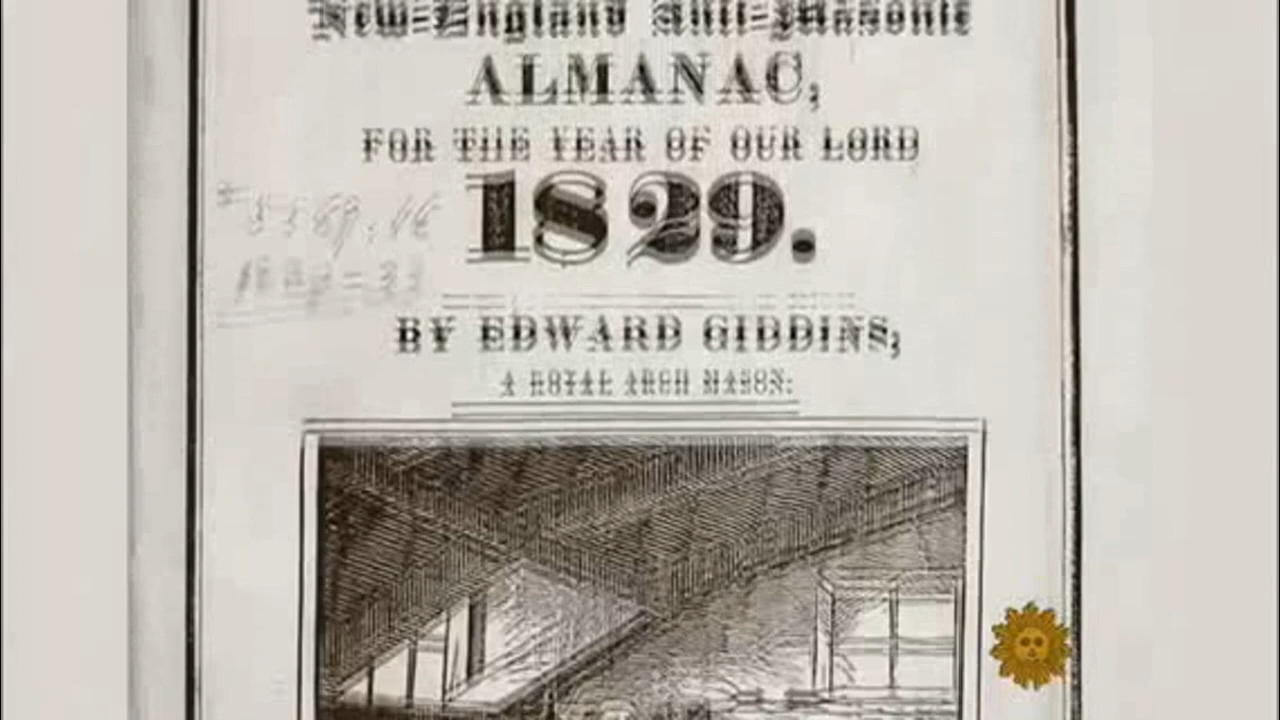 New-England Anti-Masonic
ALMANAC,
FOR THE YEAR OF OUR LORD
1829.
BY EDWARD GIDDINS,
A ROYAL ARCH MASON: